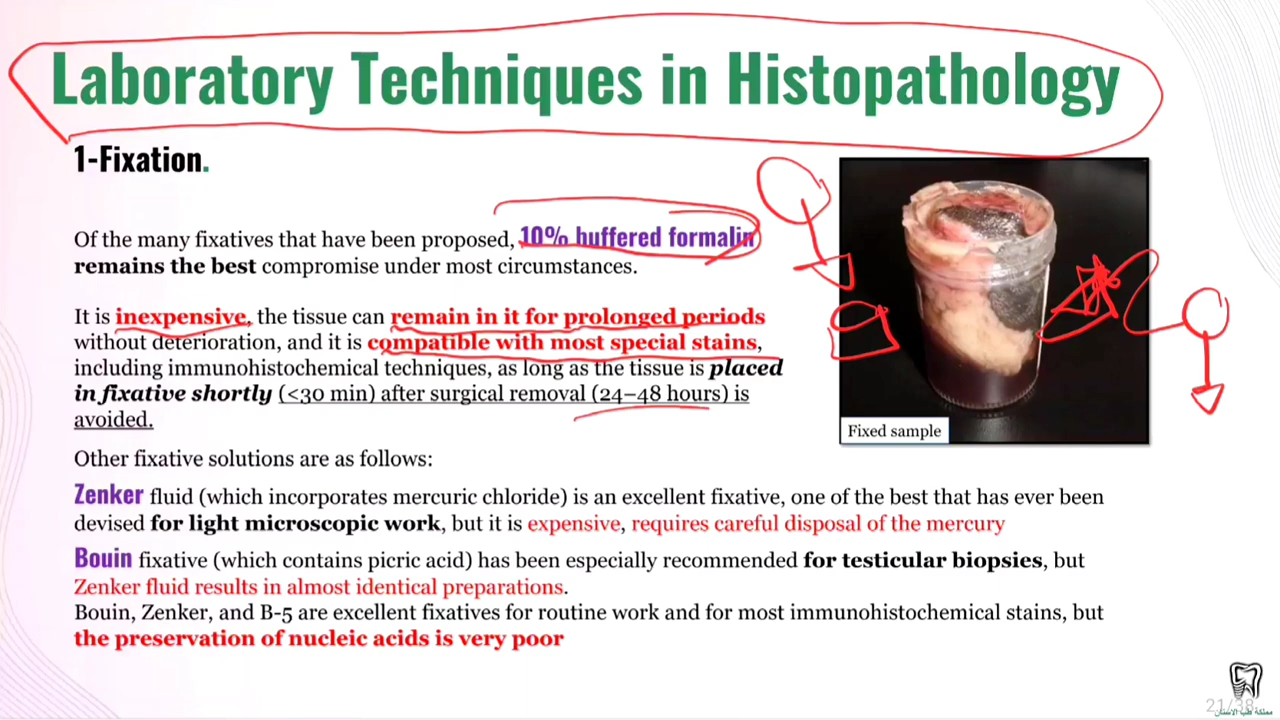 Laboratory Techniques in Histopathology
1-Fixation.
Of the many fixatives that have been proposed, 10% buffered formalin
remains the best compromise under most circumstances.
It is inexpensive, the tissue can remain in it for prolonged periods
without deterioration, and it is compatible with most special stains,
including immunohistochemical techniques, as long as the tissue is placed
in fixative shortly (<30 min) after surgical removal (24–48 hours) is
avoided.
Fixed sample
Other fixative solutions are as follows:
Zenker fluid (which incorporates mercuric chloride) is an excellent fixative, one of the best that has ever been
devised for light microscopic work, but it is expensive, requires careful disposal of the mercury
Bouin fixative (which contains picric acid) has been especially recommended for testicular biopsies, but
Zenker fluid results in almost identical preparations.
Bouin, Zenker, and B-5 are excellent fixatives for routine work and for most immunohistochemical stains, but
the preservation of nucleic acids is very poor
21/38
مملكة طب الاسنان